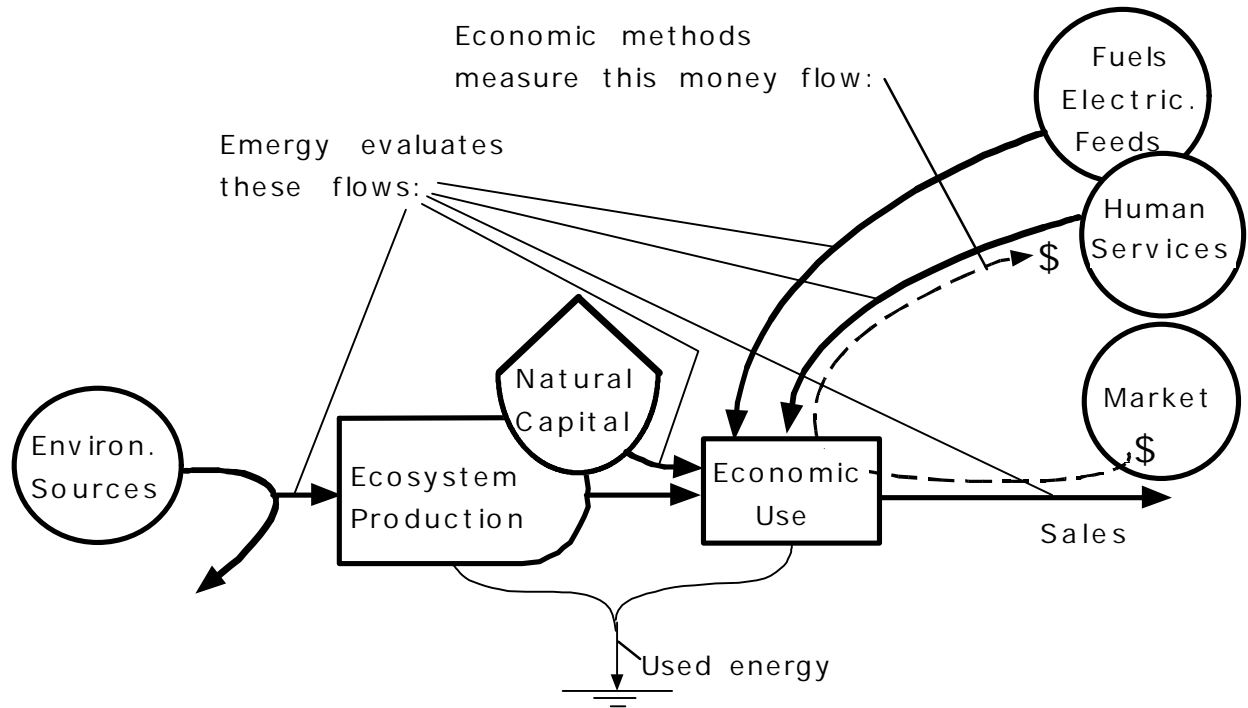 Economic methods
measure this money flow:
Fuels
Electric.
Feeds
Emergy evaluates
these flows:
Human
Services
$
Natural
Capital
Market
$
Environ.
Sources
Ecosystem
Production
Economic
Use
Sales
Used energy